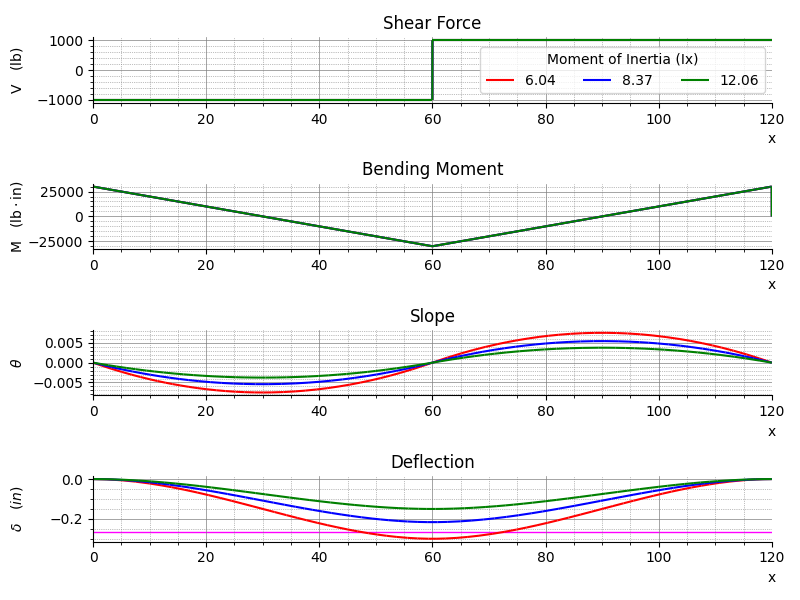 Shear Force
V (lb)
1000
0
−1000
Moment of Inertia (Ix)
6.04 8.37 12.06
0 20 40 60 80 100 120
x
Bending Moment
M (lb·in)
25000
0
−25000
0 20 40 60 80 100 120
x
Slope
θ
0.005
0.000
−0.005
0 20 40 60 80 100 120
x
Deflection
δ (in)
0.0
−0.2
0 20 40 60 80 100 120
x